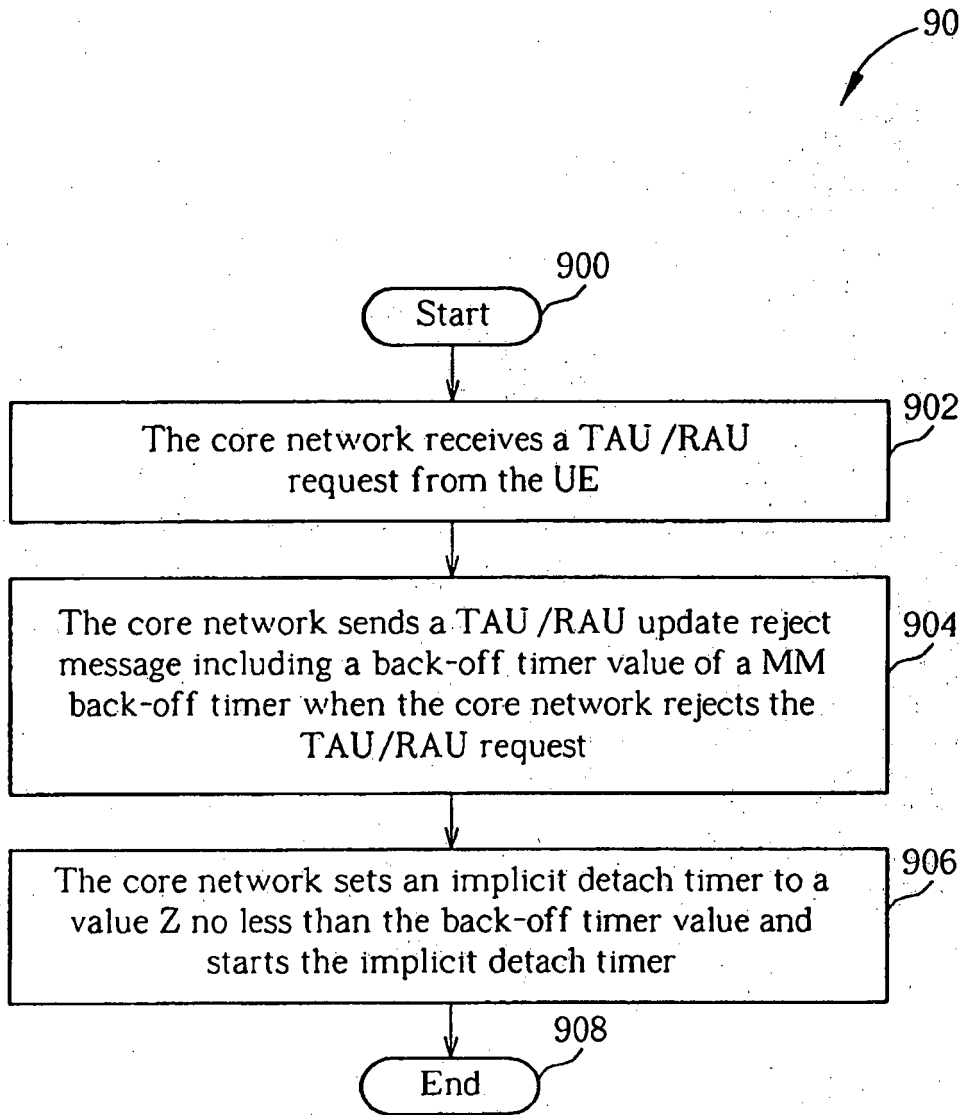 90
900
Start
902
The core network receives a TAU /RAU
request from the UE
904
The core network sends a TAU /RAU update reject
message including a back-off timer value of a MM
back-off timer when the core network rejects the
TAU/RAU request
906
The core network sets an implicit detach timer to a
value Z no less than the back-off timer value and
starts the implicit detach timer
908
End